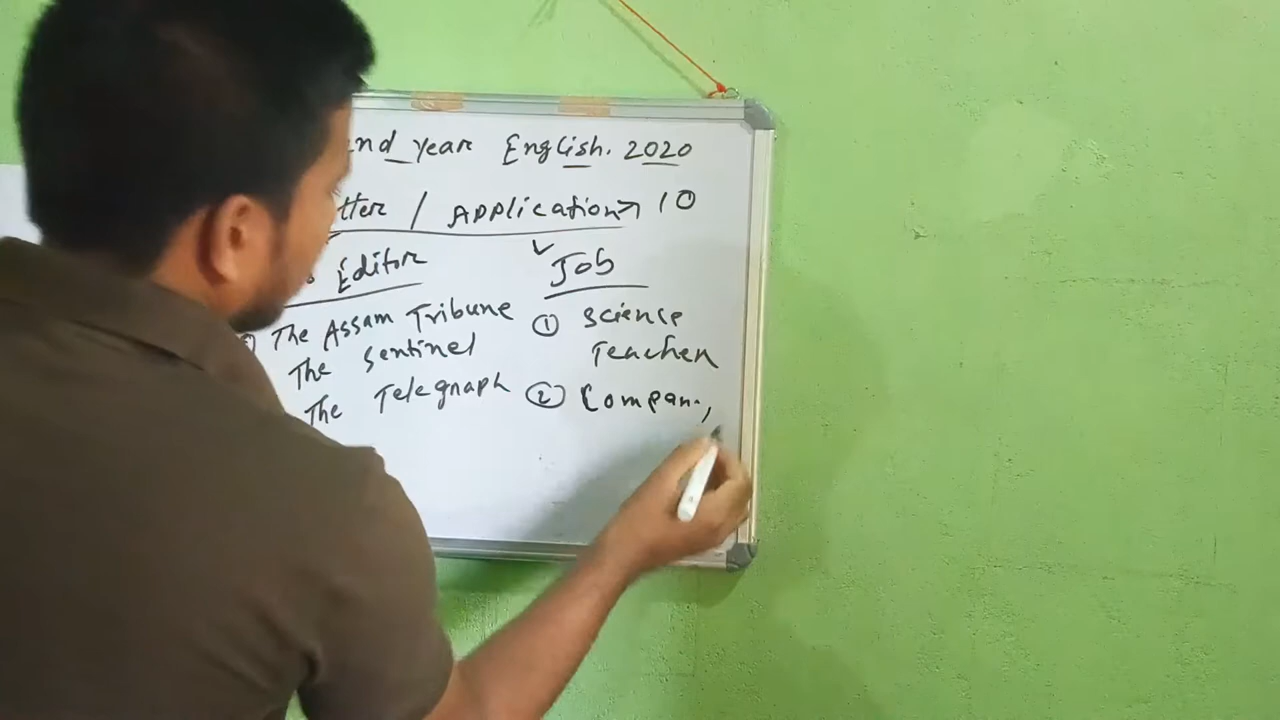 nd year English. 2020
tter / Application→ 10
Editor
The Assam Tribune
The Sentinel
The Telegraph
✓ Job
① Science
Teacher
② Compan